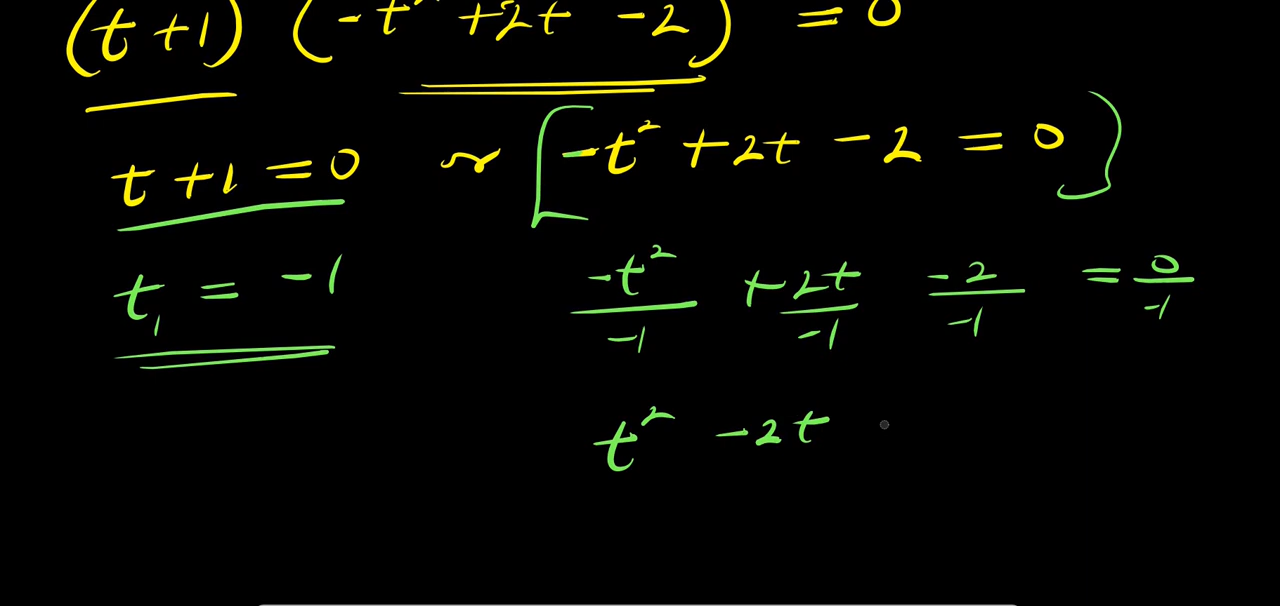 (t + 1) (-t² + 2t - 2) = 0
t + 1 = 0 or [-t² + 2t - 2 = 0]
t₁ = -1
-t²/-1 + 2t/-1 - 2/-1 = 0/-1
t² - 2t